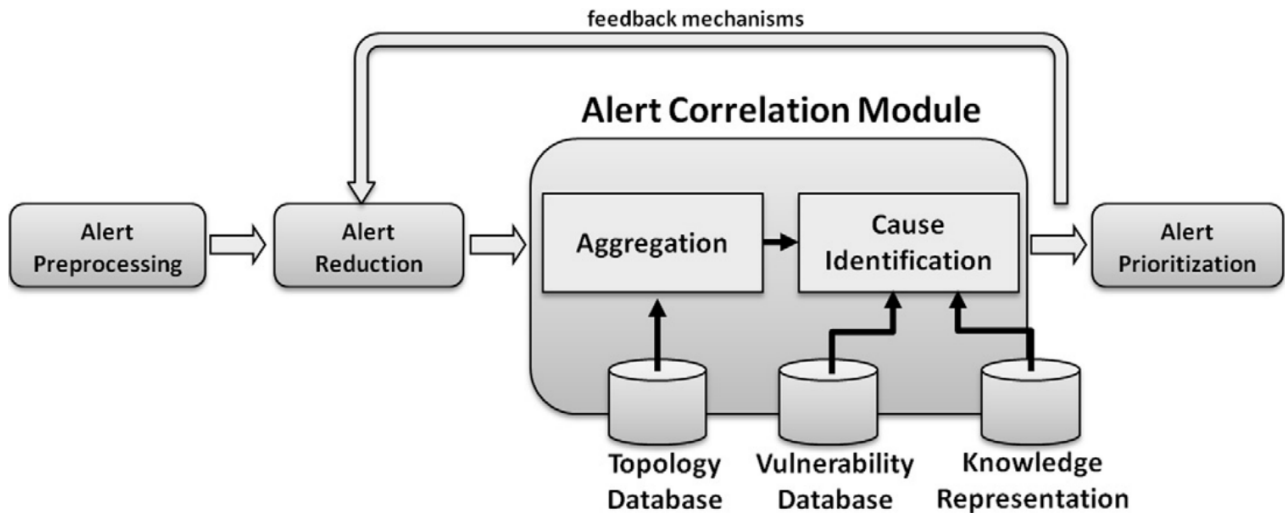 feedback mechanisms
Alert Correlation Module
Alert
Preprocessing
Alert
Reduction
Aggregation
Cause
Identification
Alert
Prioritization
Topology
Database
Vulnerability
Database
Knowledge
Representation